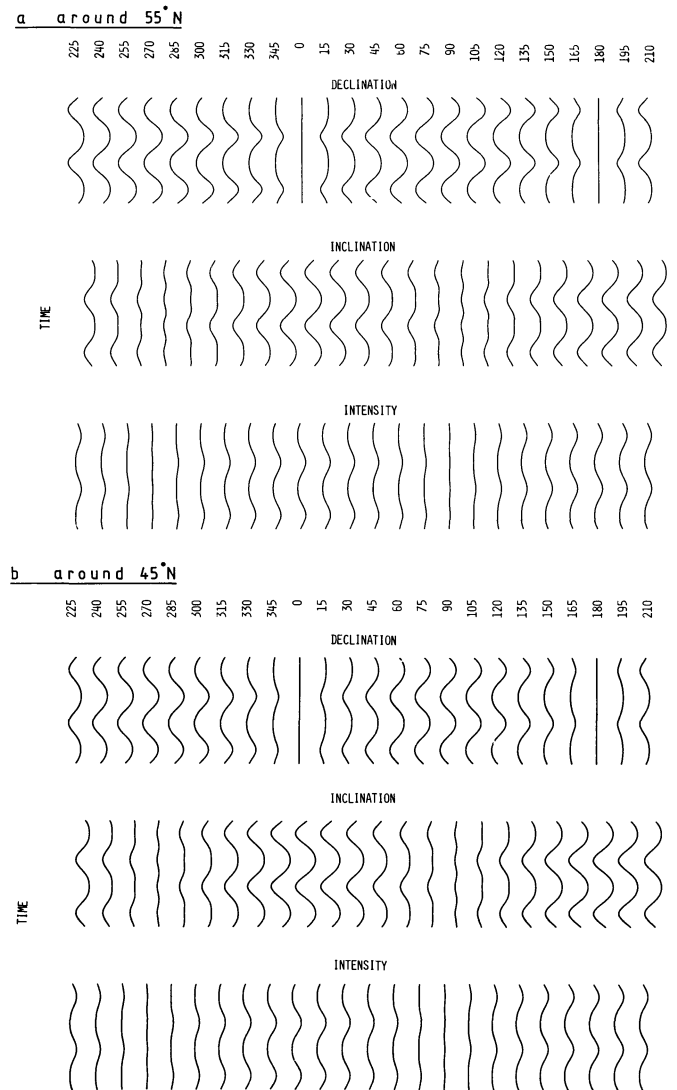 a around 55°N
225 240 255 270 285 300 315 330 345 0 15 30 45 60 75 90 105 120 135 150 165 180 195 210
DECLINATION
INCLINATION
TIME
INTENSITY
b around 45°N
225 240 255 270 285 300 315 330 345 0 15 30 45 60 75 90 105 120 135 150 165 180 195 210
DECLINATION
INCLINATION
TIME
INTENSITY